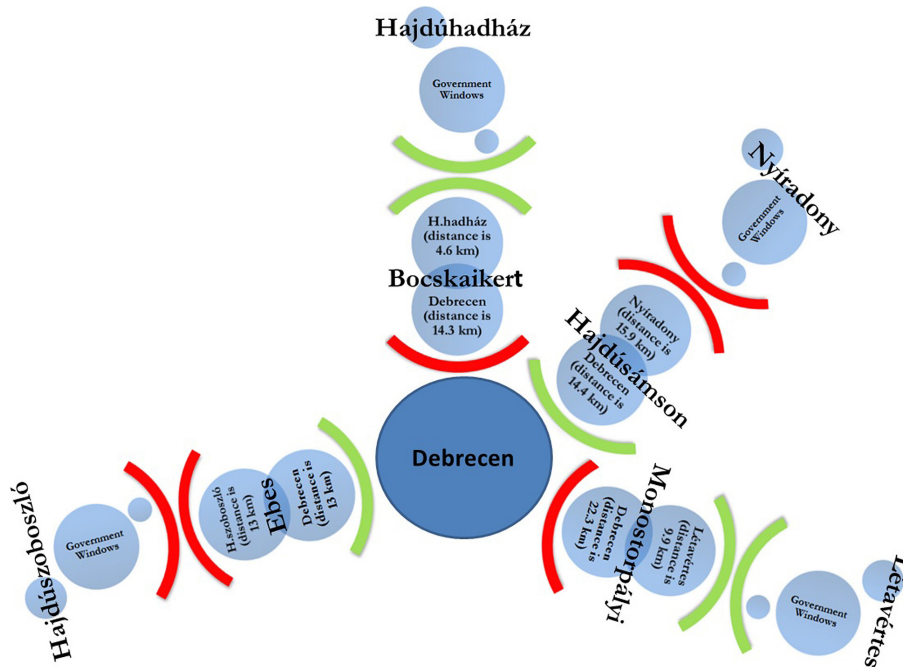 Hajdúhadház
Government
Windows
H.hadház
(distance is
4.6 km)
Bocskaikert
Debrecen
(distance is
14.3 km)
Nyíradony
Government
Windows
Nyíradony
(distance is
15.9 km)
Hajdúsámson
Debrecen
(distance is
14.4 km)
Debrecen
Hajdúszoboszló
Government
Windows
H.szoboszló
(distance is
13 km)
Ebes
Debrecen
(distance is
13 km)
Monostorpályi
Debrecen
(distance is
22.3 km)
Létavértes
(distance is
9.9 km)
Government
Windows
Létavértes